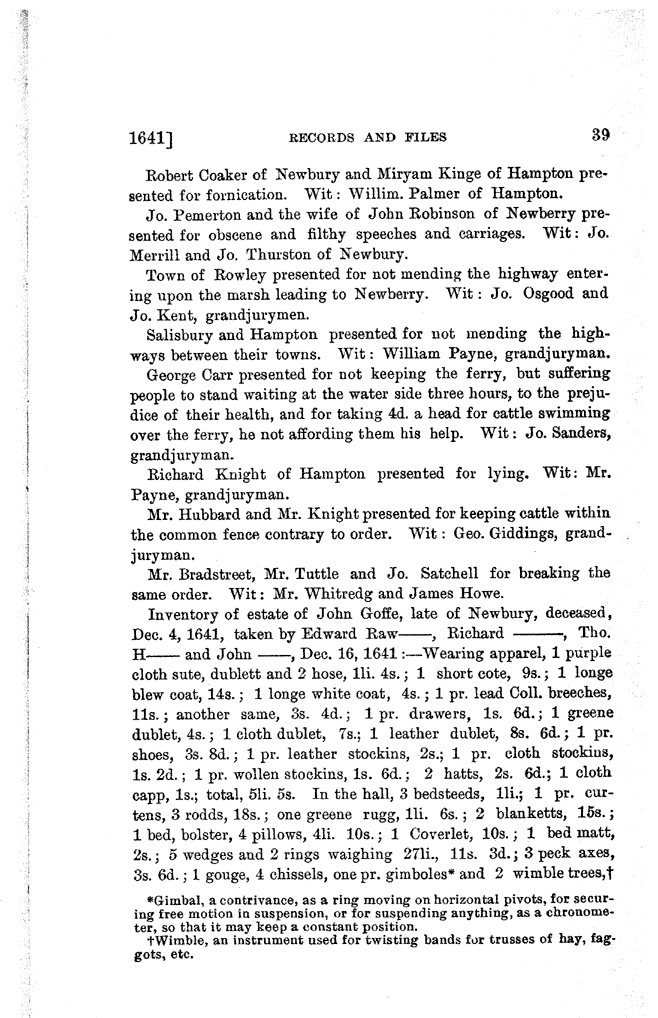 1641] RECORDS AND FILES 39
Robert Coaker of Newbury and Miryam Kinge of Hampton pre-
sented for fornication. Wit: Willim. Palmer of Hampton.
Jo. Pemerton and the wife of John Robinson of Newberry pre-
sented for obscene and filthy speeches and carriages. Wit: Jo.
Merrill and Jo. Thurston of Newbury.
Town of Rowley presented for not mending the highway enter-
ing upon the marsh leading to Newberry. Wit: Jo. Osgood and
Jo. Kent, grandjurymen.
Salisbury and Hampton presented for not mending the high-
ways between their towns. Wit: William Payne, grandjuryman.
George Carr presented for not keeping the ferry, but suffering
people to stand waiting at the water side three hours, to the preju-
dice of their health, and for taking 4d. a head for cattle swimming
over the ferry, he not affording them his help. Wit: Jo. Sanders,
grandjuryman.
Richard Knight of Hampton presented for lying. Wit: Mr.
Payne, grandjuryman.
Mr. Hubbard and Mr. Knight presented for keeping cattle within
the common fence contrary to order. Wit: Geo. Giddings, grand-
juryman.
Mr. Bradstreet, Mr. Tuttle and Jo. Satchell for breaking the
same order. Wit: Mr. Whitredg and James Howe.
Inventory of estate of John Goffe, late of Newbury, deceased,
Dec. 4, 1641, taken by Edward Raw——, Richard ———, Tho.
H—— and John ——, Dec. 16, 1641:—Wearing apparel, 1 purple
cloth sute, dublett and 2 hose, 1li. 4s.; 1 short cote, 9s.; 1 longe
blew coat, 14s.; 1 longe white coat, 4s.; 1 pr. lead Coll. breeches,
11s.; another same, 3s. 4d.; 1 pr. drawers, 1s. 6d.; 1 greene
dublet, 4s.; 1 cloth dublet, 7s.; 1 leather dublet, 8s. 6d.; 1 pr.
shoes, 3s. 8d.; 1 pr. leather stockins, 2s.; 1 pr. cloth stockins,
1s. 2d.; 1 pr. wollen stockins, 1s. 6d.; 2 hatts, 2s. 6d.; 1 cloth
capp, 1s.; total, 5li. 5s. In the hall, 3 bedsteeds, 1li.; 1 pr. cur-
tens, 3 rodds, 18s.; one greene rugg, 1li. 6s.; 2 blanketts, 15s.;
1 bed, bolster, 4 pillows, 4li. 10s.; 1 Coverlet, 10s.; 1 bed matt,
2s.; 5 wedges and 2 rings waighing 27li., 11s. 3d.; 3 peck axes,
3s. 6d.; 1 gouge, 4 chissels, one pr. gimboles* and 2 wimble trees,†
*Gimbal, a contrivance, as a ring moving on horizontal pivots, for secur-
ing free motion in suspension, or for suspending anything, as a chronome-
ter, so that it may keep a constant position.
†Wimble, an instrument used for twisting bands for trusses of hay, fag-
gots, etc.